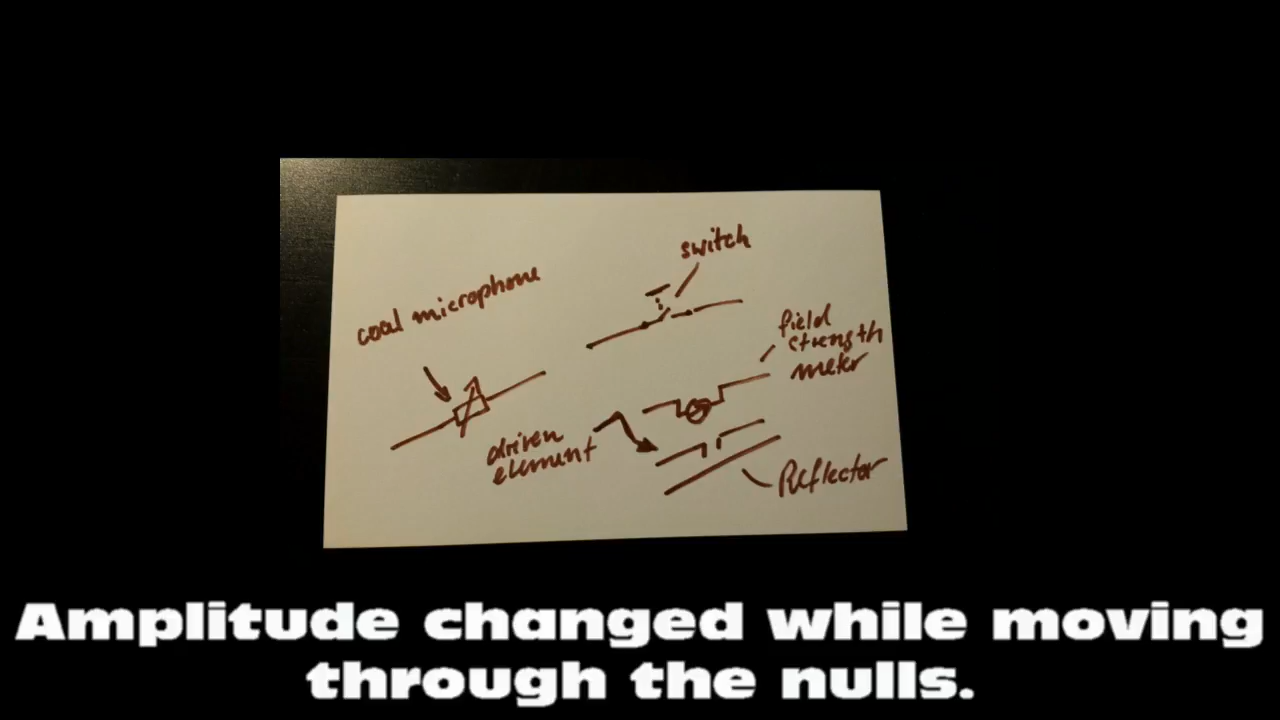 switch
coal microphone
field
strength
meter
driven
element
Reflector
Amplitude changed while moving
through the nulls.